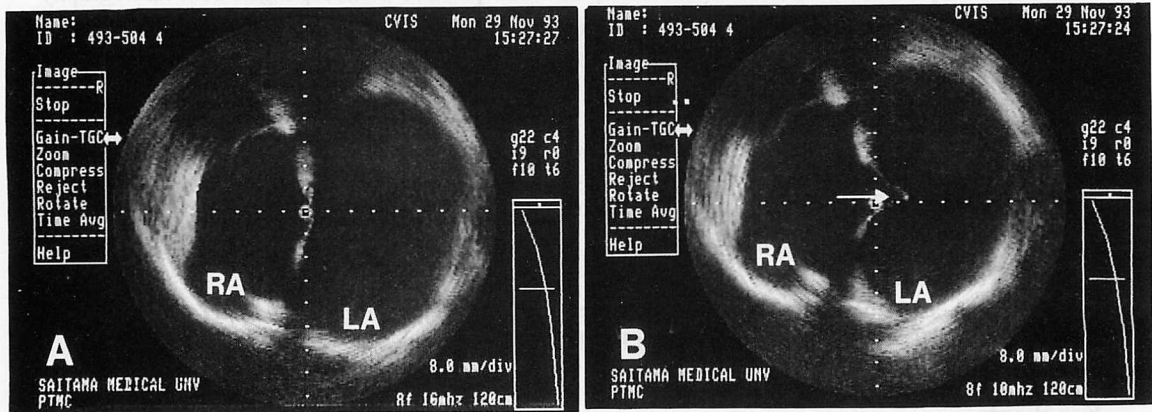 Name:
ID : 493-504 4
CVIS Mon 29 Nov 93
15:27:27
Image
R
Stop
Gain-TGC
Zoom
Compress
Reject
Rotate
Time Avg
Help
g22 c4
i9 r0
f10 t6
RA
LA
A
8.0 mm/div
SAITAMA MEDICAL UNV
PTMC
8f 10mhz 120cm
Name:
ID : 493-504 4
CVIS Mon 29 Nov 93
15:27:24
Image
R
Stop
Gain-TGC
Zoom
Compress
Reject
Rotate
Time Avg
Help
g22 c4
i9 r0
f10 t6
RA
LA
B
8.0 mm/div
SAITAMA MEDICAL UNV
PTMC
8f 10mhz 120cm